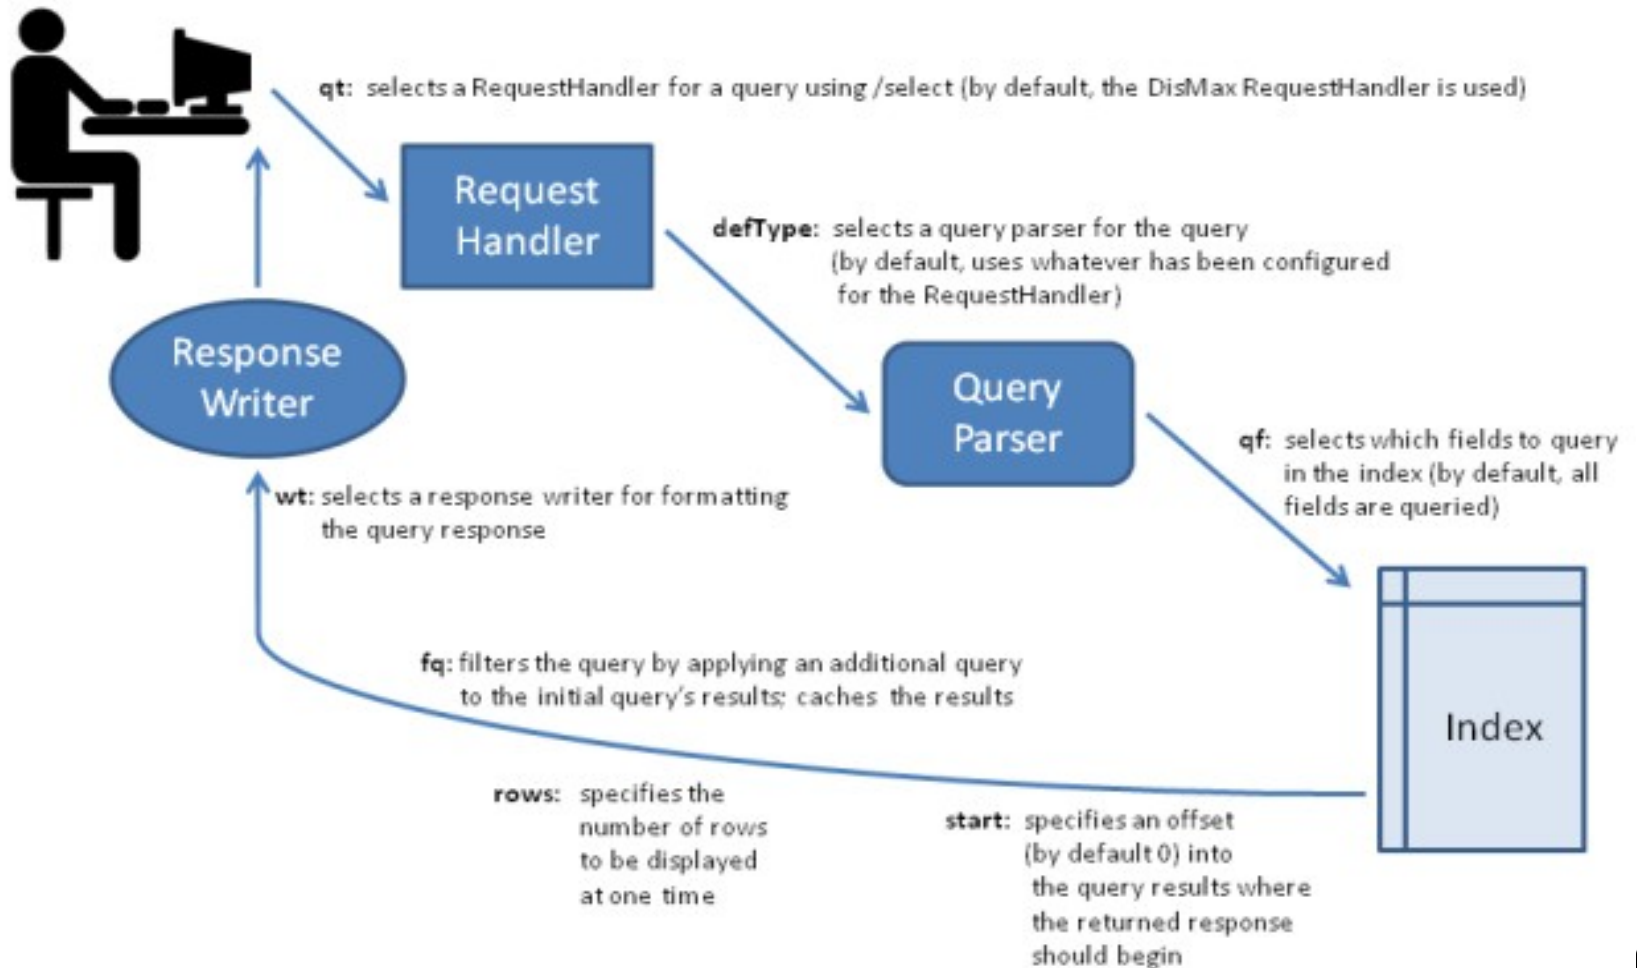 qt: selects a RequestHandler for a query using /select (by default, the DisMax RequestHandler is used)
Request
Handler
defType: selects a query parser for the query
(by default, uses whatever has been configured
for the RequestHandler)
Response
Writer
Query
Parser
qf: selects which fields to query
in the index (by default, all
fields are queried)
wt: selects a response writer for formatting
the query response
fq: filters the query by applying an additional query
to the initial query's results; caches the results
Index
rows: specifies the
number of rows
to be displayed
at one time
start: specifies an offset
(by default 0) into
the query results where
the returned response
should begin